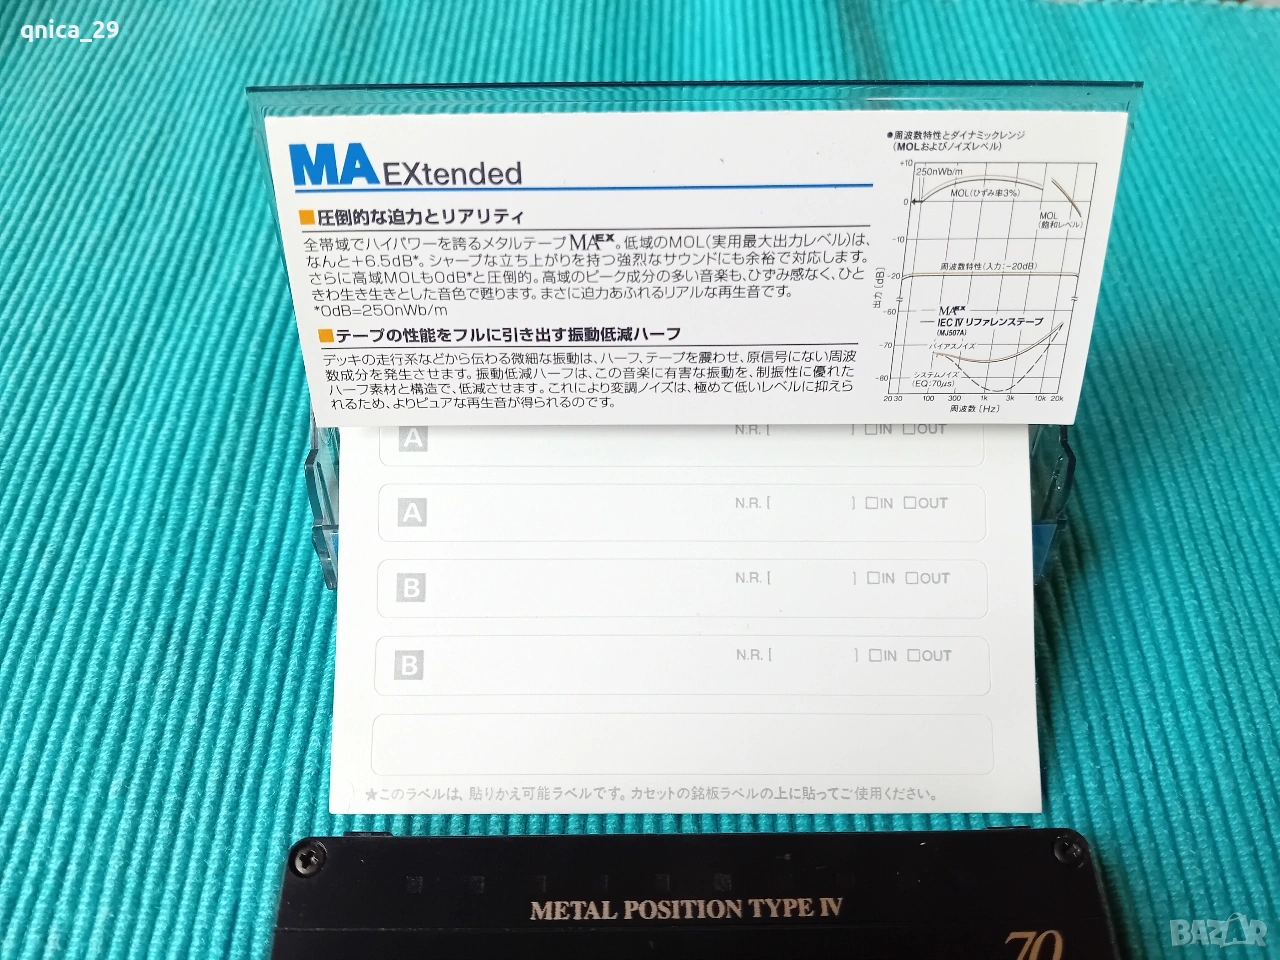 qnica_29
MA EXtended
■圧倒的な迫力とリアリティ
全帯域でハイパワーを誇るメタルテープMAEX。低域のMOL(実用最大出力レベル)は、
なんと+6.5dB*。シャープな立ち上がりを持つ強烈なサウンドにも余裕で対応します。
さらに高域MOLも0dB*と圧倒的。高域のピーク成分の多い音楽も、ひずみ感なく、ひと
きわ生き生きとした音色で甦ります。まさに迫力あふれるリアルな再生音です。
*0dB=250nWb/m
■テープの性能をフルに引き出す振動低減ハーフ
デッキの走行系などから伝わる微細な振動は、ハーフ、テープを震わせ、原信号にない周波
数成分を発生させます。振動低減ハーフは、この音楽に有害な振動を、制振性に優れた
ハーフ素材と構造で、低減させます。これにより変調ノイズは、極めて低いレベルに抑えら
れるため、よりピュアな再生音が得られるのです。
●周波数特性とダイナミックレンジ
(MOLおよびノイズレベル)
+10
250nWb/m
MOL(ひずみ率3%)
0
MOL
(飽和レベル)
-10
周波数特性(入力:-20dB)
-20
出力[dB]
-60
MAEX
IEC IV リファレンステープ
(MJ507A)
-70
バイアスノイズ
システムノイズ
(EQ:70μs)
-80
20 30 100 300 1k 3k 10k 20k
周波数[Hz]
A N.R. [ ] □IN □OUT
A N.R. [ ] □IN □OUT
B N.R. [ ] □IN □OUT
B N.R. [ ] □IN □OUT
★このラベルは、貼りかえ可能ラベルです。カセットの銘板ラベルの上に貼ってご使用ください。
METAL POSITION TYPE IV
70
BAZAR